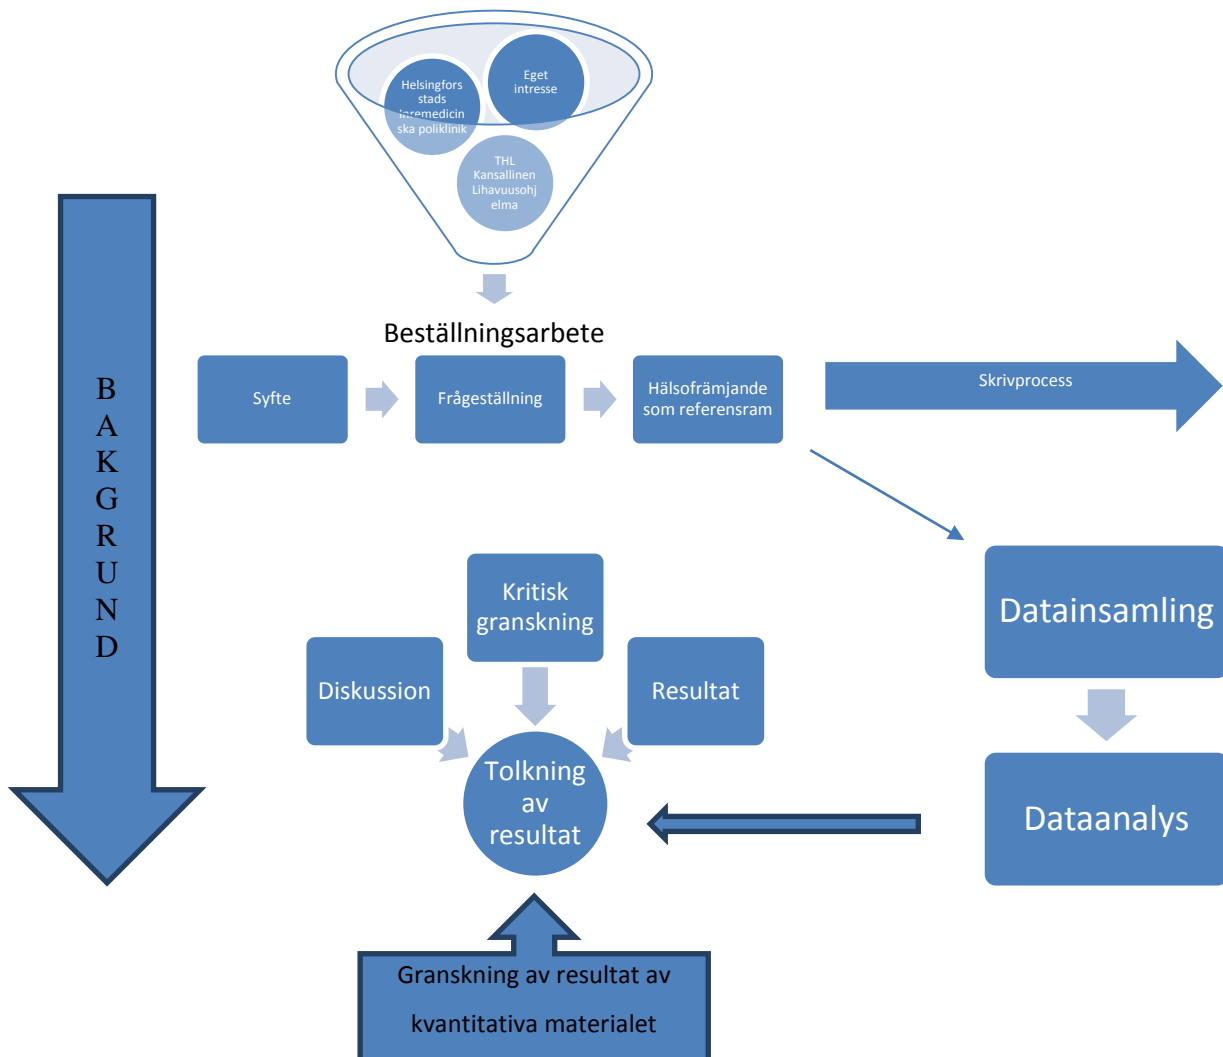 Helsingfors
stads
inremedicin
ska poliklinik
Eget
intresse
THL
Kansallinen
Lihavuusohj
elma
Beställningsarbete
Syfte
Frågeställning
Hälsofrämjande
som referensram
Skrivprocess
B
A
K
G
R
U
N
D
Kritisk
granskning
Diskussion
Resultat
Datainsamling
Tolkning
av
resultat
Dataanalys
Granskning av resultat av
kvantitativa materialet